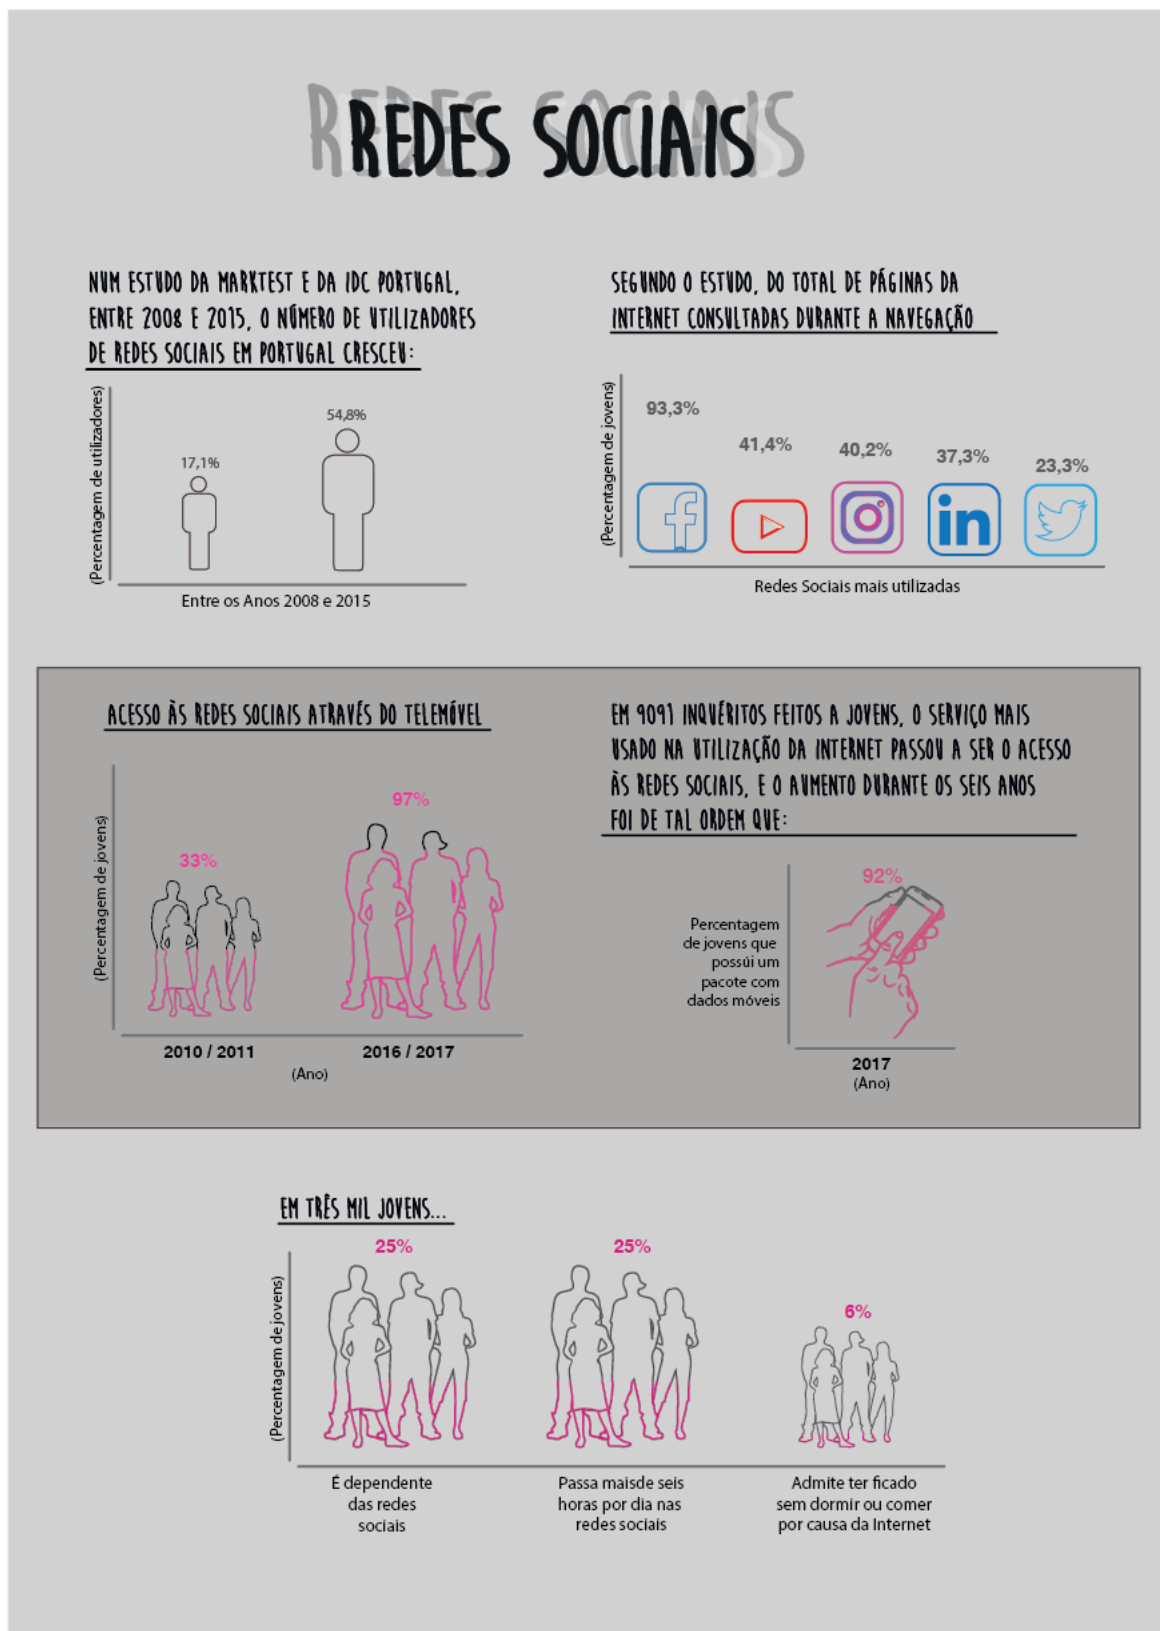 REDES SOCIAIS
NUM ESTUDO DA MARKTEST E DA IDC PORTUGAL,
ENTRE 2008 E 2015, O NÚMERO DE UTILIZADORES
DE REDES SOCIAIS EM PORTUGAL CRESCEU:
(Percentagem de utilizadores)
17,1%
54,8%
Entre os Anos 2008 e 2015
SEGUNDO O ESTUDO, DO TOTAL DE PÁGINAS DA
INTERNET CONSULTADAS DURANTE A NAVEGAÇÃO
(Percentagem de jovens)
93,3%
41,4%
40,2%
37,3%
23,3%
f
in
Redes Sociais mais utilizadas
ACESSO ÀS REDES SOCIAIS ATRAVÉS DO TELEMÓVEL
(Percentagem de jovens)
33%
97%
2010 / 2011
2016 / 2017
(Ano)
EM 9091 INQUÉRITOS FEITOS A JOVENS, O SERVIÇO MAIS
USADO NA UTILIZAÇÃO DA INTERNET PASSOU A SER O ACESSO
ÀS REDES SOCIAIS, E O AUMENTO DURANTE OS SEIS ANOS
FOI DE TAL ORDEM QUE:
92%
Percentagem
de jovens que
possúi um
pacote com
dados móveis
2017
(Ano)
EM TRÊS MIL JOVENS...
(Percentagem de jovens)
25%
25%
6%
É dependente
das redes
sociais
Passa maisde seis
horas por dia nas
redes sociais
Admite ter ficado
sem dormir ou comer
por causa da Internet